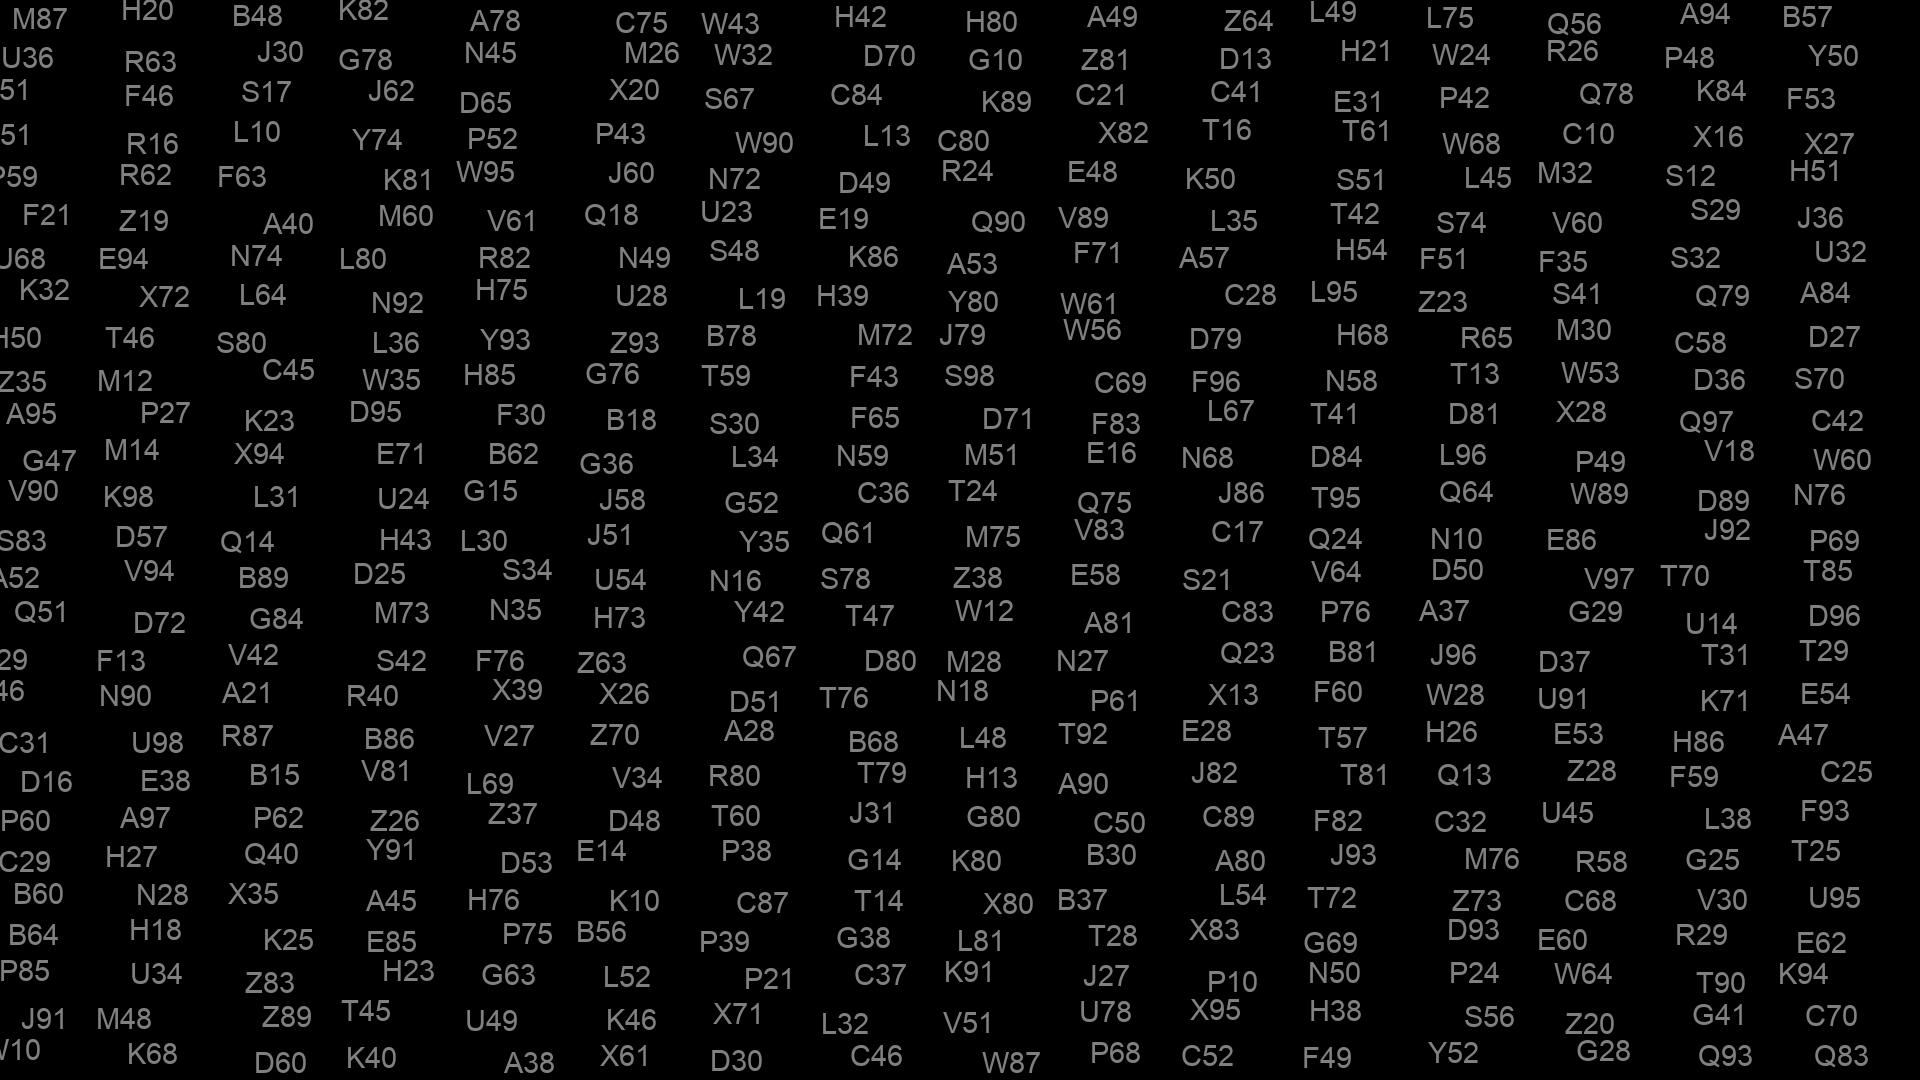 M87 H20 B48 K82 A78 C75 W43 H42 H80 A49 Z64 L49 L75 Q56 A94 B57
U36 R63 J30 G78 N45 M26 W32 D70 G10 Z81 D13 H21 W24 R26 P48 Y50
51 F46 S17 J62 D65 X20 S67 C84 K89 C21 C41 E31 P42 Q78 K84 F53
51 R16 L10 Y74 P52 P43 W90 L13 C80 X82 T16 T61 W68 C10 X16 X27
P59 R62 F63 K81 W95 J60 N72 D49 R24 E48 K50 S51 L45 M32 S12 H51
F21 Z19 A40 M60 V61 Q18 U23 E19 Q90 V89 L35 T42 S74 V60 S29 J36
U68 E94 N74 L80 R82 N49 S48 K86 A53 F71 A57 H54 F51 F35 S32 U32
K32 X72 L64 N92 H75 U28 L19 H39 Y80 W61 C28 L95 Z23 S41 Q79 A84
H50 T46 S80 L36 Y93 Z93 B78 M72 J79 W56 D79 H68 R65 M30 C58 D27
Z35 M12 C45 W35 H85 G76 T59 F43 S98 C69 F96 N58 T13 W53 D36 S70
A95 P27 K23 D95 F30 B18 S30 F65 D71 F83 L67 T41 D81 X28 Q97 C42
G47 M14 X94 E71 B62 G36 L34 N59 M51 E16 N68 D84 L96 P49 V18 W60
V90 K98 L31 U24 G15 J58 G52 C36 T24 Q75 J86 T95 Q64 W89 D89 N76
S83 D57 Q14 H43 L30 J51 Y35 Q61 M75 V83 C17 Q24 N10 E86 J92 P69
A52 V94 B89 D25 S34 U54 N16 S78 Z38 E58 S21 V64 D50 V97 T70 T85
Q51 D72 G84 M73 N35 H73 Y42 T47 W12 A81 C83 P76 A37 G29 U14 D96
29 F13 V42 S42 F76 Z63 Q67 D80 M28 N27 Q23 B81 J96 D37 T31 T29
46 N90 A21 R40 X39 X26 D51 T76 N18 P61 X13 F60 W28 U91 K71 E54
C31 U98 R87 B86 V27 Z70 A28 B68 L48 T92 E28 T57 H26 E53 H86 A47
D16 E38 B15 V81 L69 V34 R80 T79 H13 A90 J82 T81 Q13 Z28 F59 C25
P60 A97 P62 Z26 Z37 D48 T60 J31 G80 C50 C89 F82 C32 U45 L38 F93
C29 H27 Q40 Y91 D53 E14 P38 G14 K80 B30 A80 J93 M76 R58 G25 T25
B60 N28 X35 A45 H76 K10 C87 T14 X80 B37 L54 T72 Z73 C68 V30 U95
B64 H18 K25 E85 P75 B56 P39 G38 L81 T28 X83 G69 D93 E60 R29 E62
P85 U34 Z83 H23 G63 L52 P21 C37 K91 J27 P10 N50 P24 W64 T90 K94
J91 M48 Z89 T45 U49 K46 X71 L32 V51 U78 X95 H38 S56 Z20 G41 C70
W10 K68 D60 K40 A38 X61 D30 C46 W87 P68 C52 F49 Y52 G28 Q93 Q83